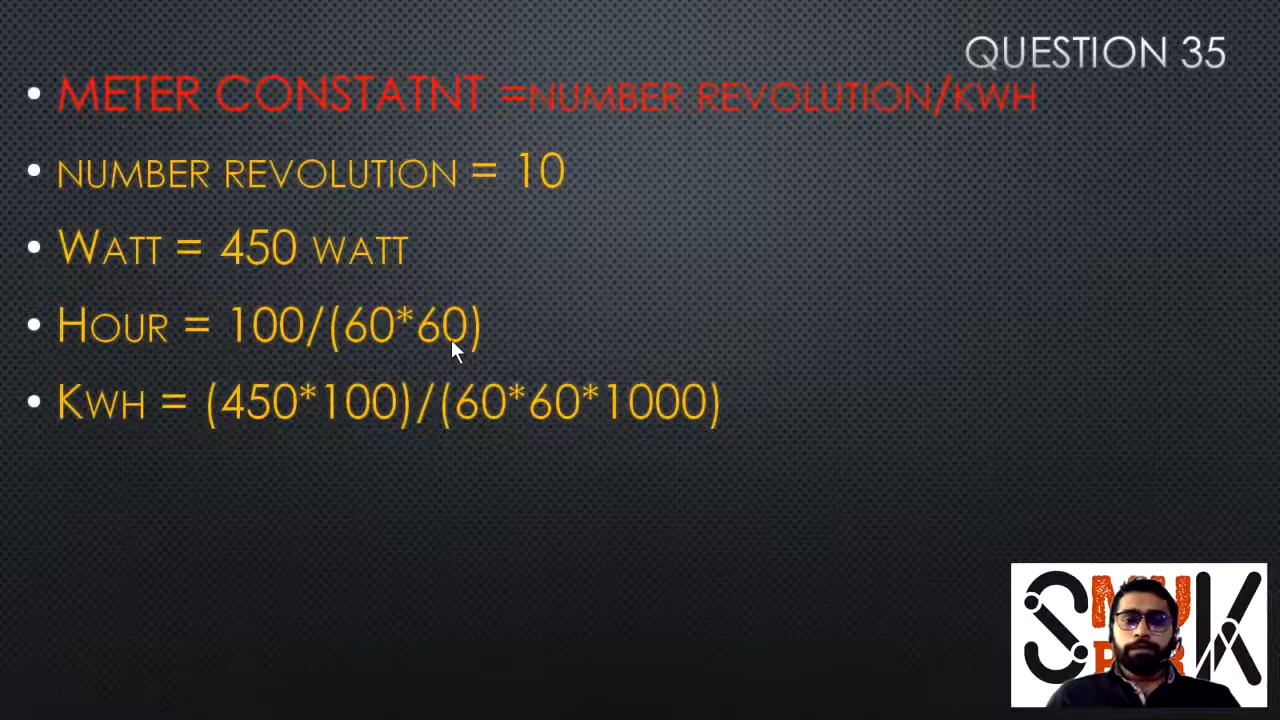 QUESTION 35
METER CONSTATNT =NUMBER REVOLUTION/KWH
NUMBER REVOLUTION = 10
WATT = 450 WATT
HOUR = 100/(60*60)
KWH = (450*100)/(60*60*1000)